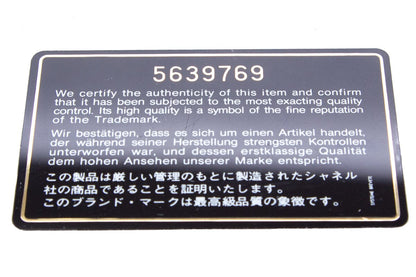 5639769
We certify the authenticity of this item and confirm
that it has been subjected to the most exacting quality
control. Its high quality is a symbol of the fine reputation
of the Trademark.
Wir bestätigen, dass es sich um einen Artikel handelt,
der während seiner Herstellung strengsten Kontrollen
unterworfen war, und dessen erstklassige Qualität
dem hohen Ansehen unserer Marke entspricht.
この製品は厳しい管理のもとに製造されたシャネル
社の商品であることを証明いたします。
このブランド・マークは最高級品質の象徴です。